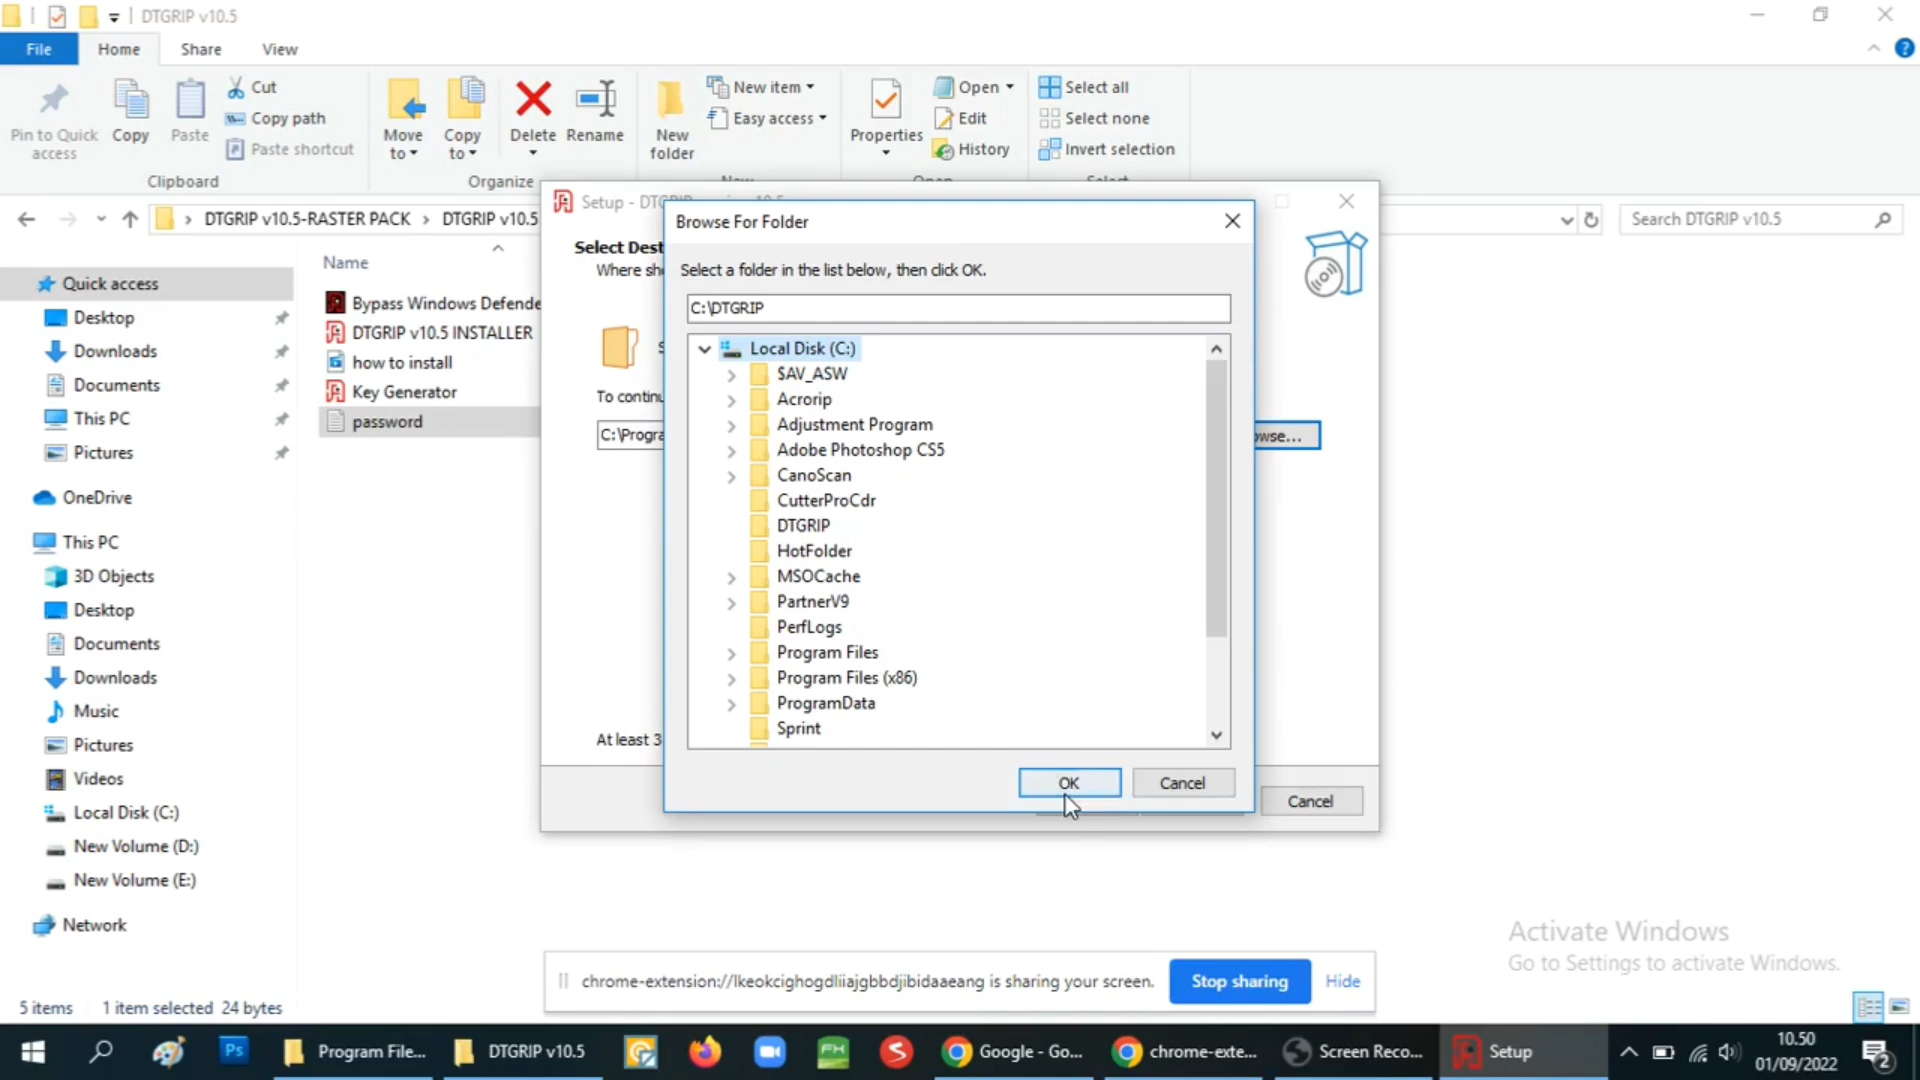 DTGRIP v10.5
File
Home
Share
View
Pin to Quick access
Copy
Paste
Cut
Copy path
Paste shortcut
Clipboard
Move to
Copy to
Delete
Rename
Organize
New folder
New item
Easy access
Properties
Open
Edit
History
Select all
Select none
Invert selection
DTGRIP v10.5-RASTER PACK
DTGRIP v10.5
Search DTGRIP v10.5
Quick access
Desktop
Downloads
Documents
This PC
Pictures
OneDrive
This PC
3D Objects
Desktop
Documents
Downloads
Music
Pictures
Videos
Local Disk (C:)
New Volume (D:)
New Volume (E:)
Network
Name
Bypass Windows Defende
DTGRIP v10.5 INSTALLER
how to install
Key Generator
password
Setup -
Select
Where
To
At least
Cancel
Browse For Folder
Select a folder in the list below, then click OK.
C:\DTGRIP
Local Disk (C:)
$AV_ASW
Acrorip
Adjustment Program
Adobe Photoshop CS5
CanoScan
CutterProCdr
DTGRIP
HotFolder
MSOCache
PartnerV9
PerfLogs
Program Files
Program Files (x86)
ProgramData
Sprint
OK
Cancel
Activate Windows
Go to Settings to activate Windows.
chrome-extension://lkeokcighogdliiajgbbdjibidaaeang is sharing your screen.
Stop sharing
Hide
5 items
1 item selected
24 bytes
Ps
Program File...
DTGRIP v10.5
FH
Google - Go...
chrome-exte...
Screen Reco...
Setup
10.50
01/09/2022
2